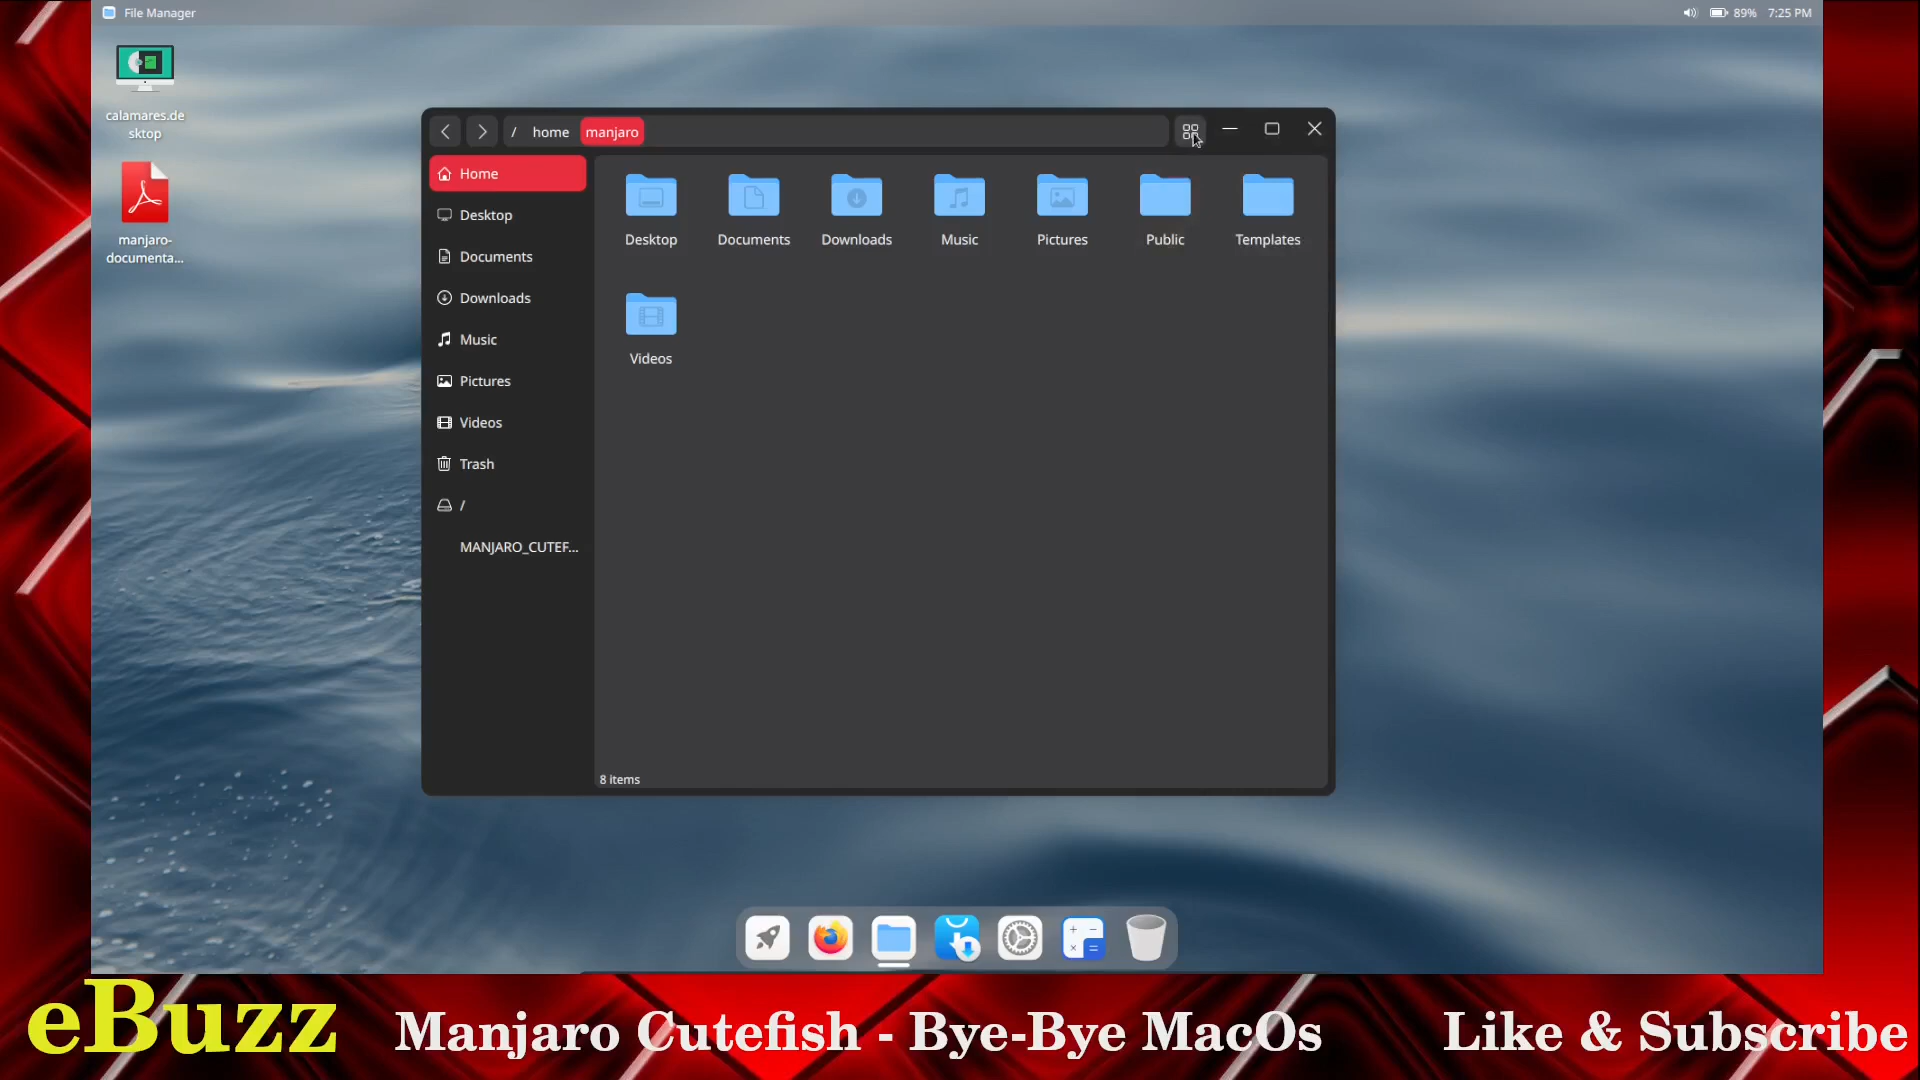 File Manager
89% 7:25 PM
calamares.de
sktop
manjaro-
documenta...
/ home manjaro
Home
Desktop
Documents
Downloads
Music
Pictures
Videos
Trash
/
MANJARO_CUTEF...
Desktop Documents Downloads Music Pictures Public Templates
Videos
8 items
eBuzz Manjaro Cutefish - Bye-Bye MacOs Like & Subscribe